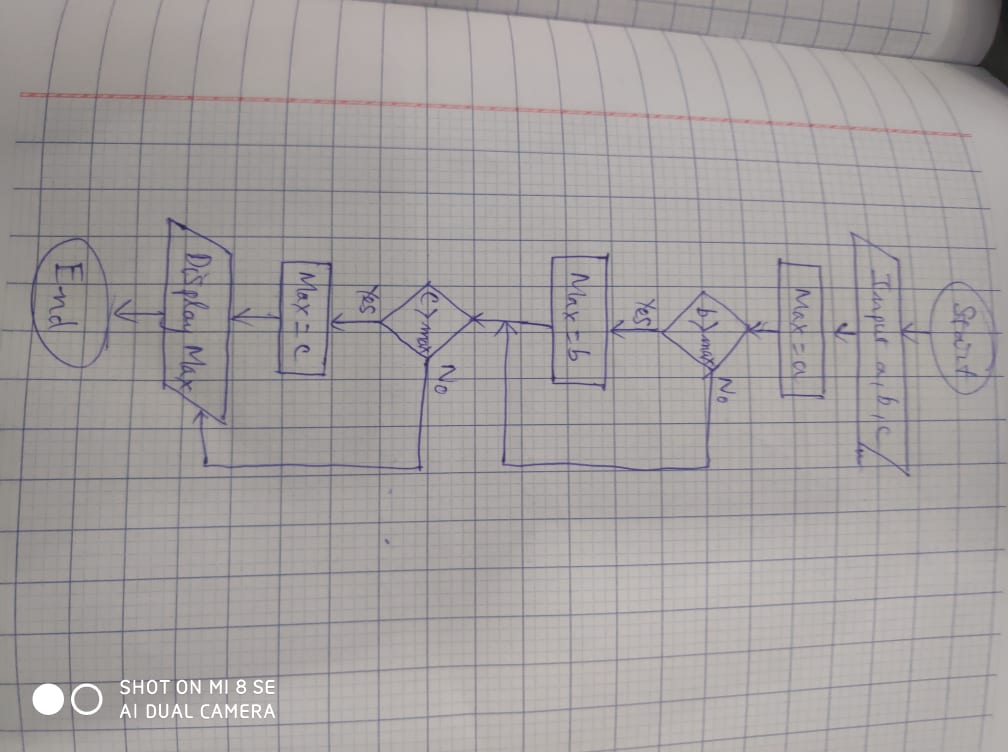 Start
Input a, b, c
Max = a
b > max
No
Yes
Max = b
c > max
No
Yes
Max = c
Display Max
End
SHOT ON MI 8 SE
AI DUAL CAMERA